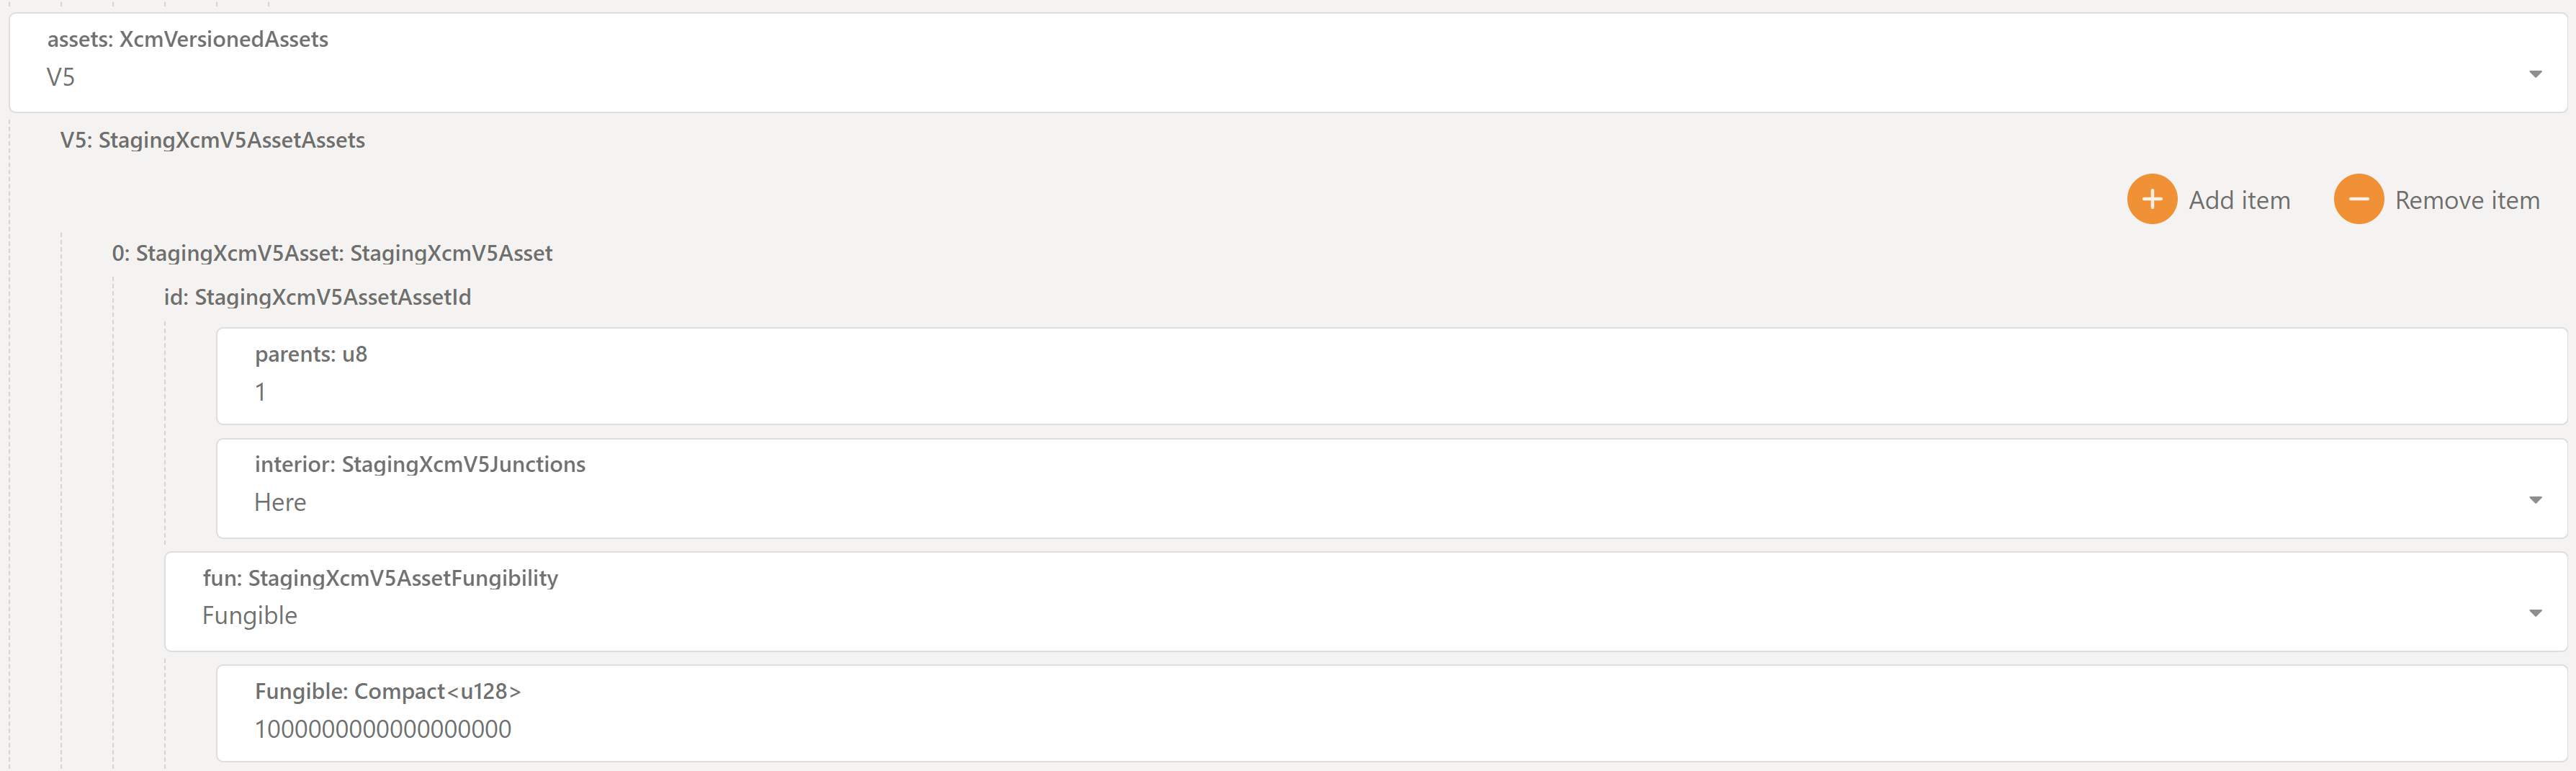 assets: XcmVersionedAssets
V5
V5: StagingXcmV5AssetAssets
Add item
Remove item
0: StagingXcmV5Asset: StagingXcmV5Asset
id: StagingXcmV5AssetAssetId
parents: u8
1
interior: StagingXcmV5Junctions
Here
fun: StagingXcmV5AssetFungibility
Fungible
Fungible: Compact<u128>
1000000000000000000